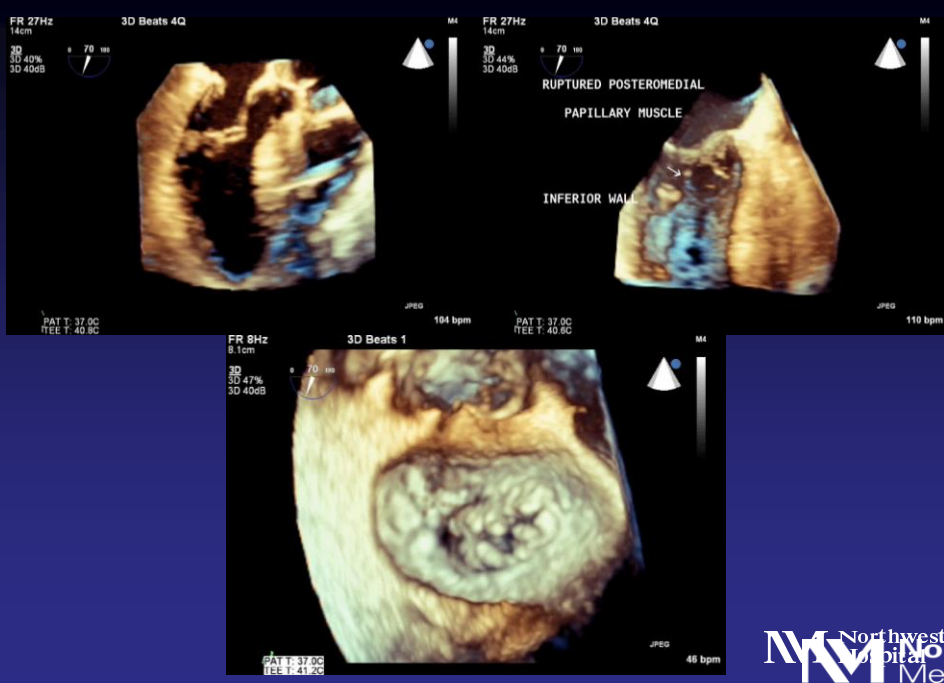 FR 27Hz
14cm
3D Beats 4Q
M4
3D
3D 40%
3D 40dB
0 70 180
JPEG
PAT T: 37.0C
TEE T: 40.8C
104 bpm
FR 27Hz
14cm
3D Beats 4Q
M4
3D
3D 44%
3D 40dB
0 70 180
RUPTURED POSTEROMEDIAL
PAPILLARY MUSCLE
INFERIOR WALL
JPEG
PAT T: 37.0C
TEE T: 40.6C
110 bpm
FR 8Hz
8.1cm
3D Beats 1
M4
3D
3D 47%
3D 40dB
0 70 180
JPEG
PAT T: 37.0C
TEE T: 41.2C
46 bpm
Northwest
Hospital
No
Me